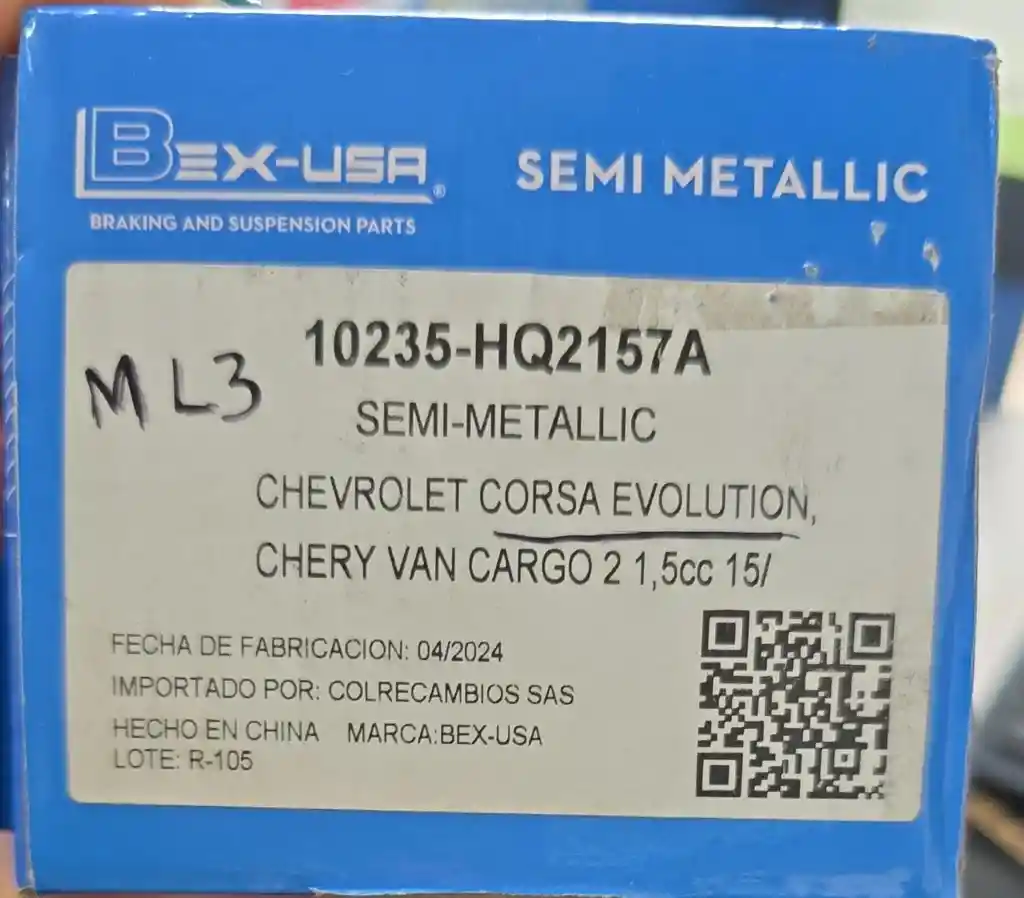 BEX-USA®
BRAKING AND SUSPENSION PARTS
SEMI METALLIC
10235-HQ2157A
ML3
SEMI-METALLIC
CHEVROLET CORSA EVOLUTION,
CHERY VAN CARGO 2 1,5cc 15/
FECHA DE FABRICACION: 04/2024
IMPORTADO POR: COLRECAMBIOS SAS
HECHO EN CHINA MARCA:BEX-USA
LOTE: R-105